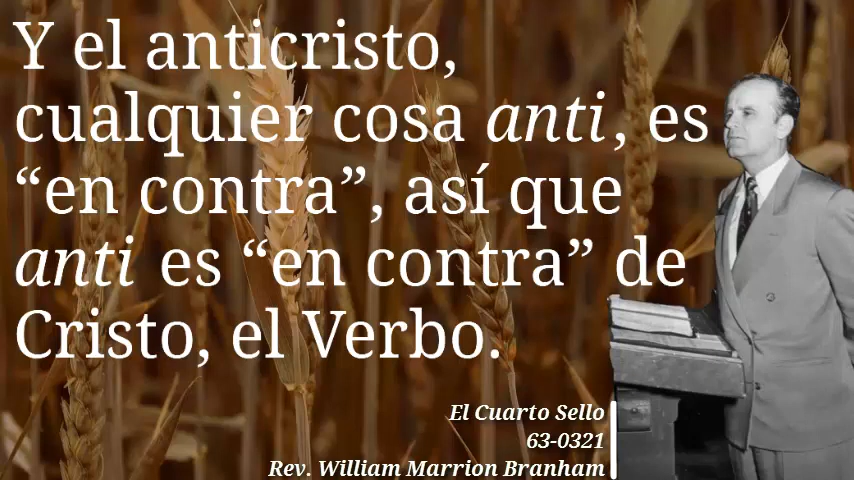 Y el anticristo,
cualquier cosa anti, es
“en contra”, así que
anti es “en contra” de
Cristo, el Verbo.
El Cuarto Sello
63-0321
Rev. William Marrion Branham